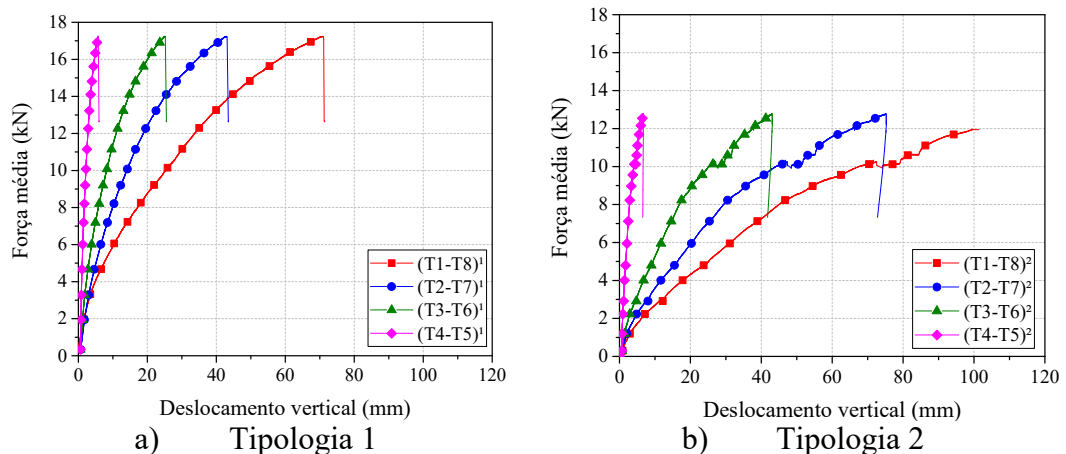 18
16
14
12
10
8
6
4
2
0
Força média (kN)
(T1-T8)¹
(T2-T7)¹
(T3-T6)¹
(T4-T5)¹
0 20 40 60 80 100 120
Deslocamento vertical (mm)
a) Tipologia 1
18
16
14
12
10
8
6
4
2
0
Força média (kN)
(T1-T8)²
(T2-T7)²
(T3-T6)²
(T4-T5)²
0 20 40 60 80 100 120
Deslocamento vertical (mm)
b) Tipologia 2